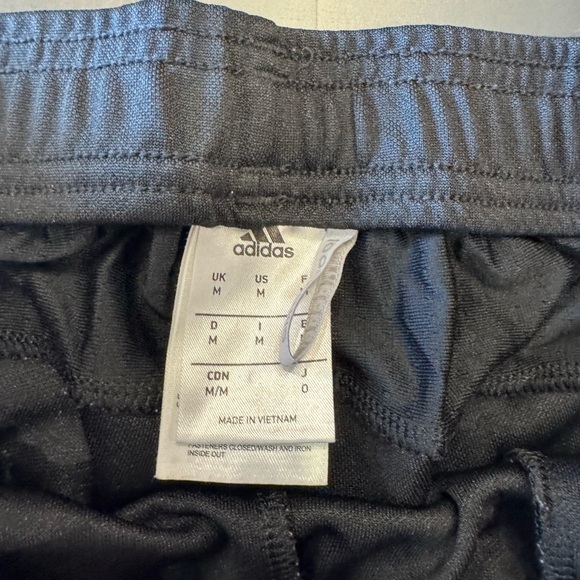 adidas
UK US F
M M
D I E
M M
CDN J
M/M O
MADE IN VIETNAM
FASTENERS CLOSED/WASH AND IRON
INSIDE OUT